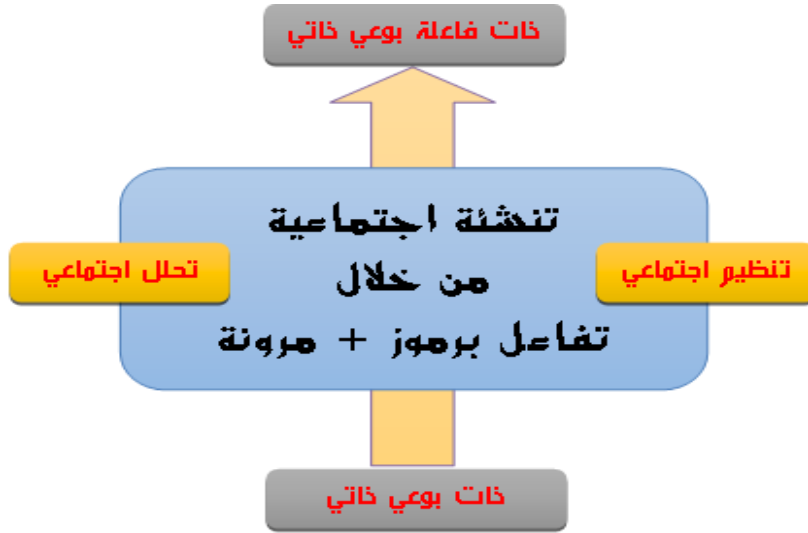 ذات فاعلة بوعي ذاتي
تنشئة اجتماعية
من خلال
تفاعل برموز + مرونة
تنظيم اجتماعي
تحلل اجتماعي
ذات بوعي ذاتي